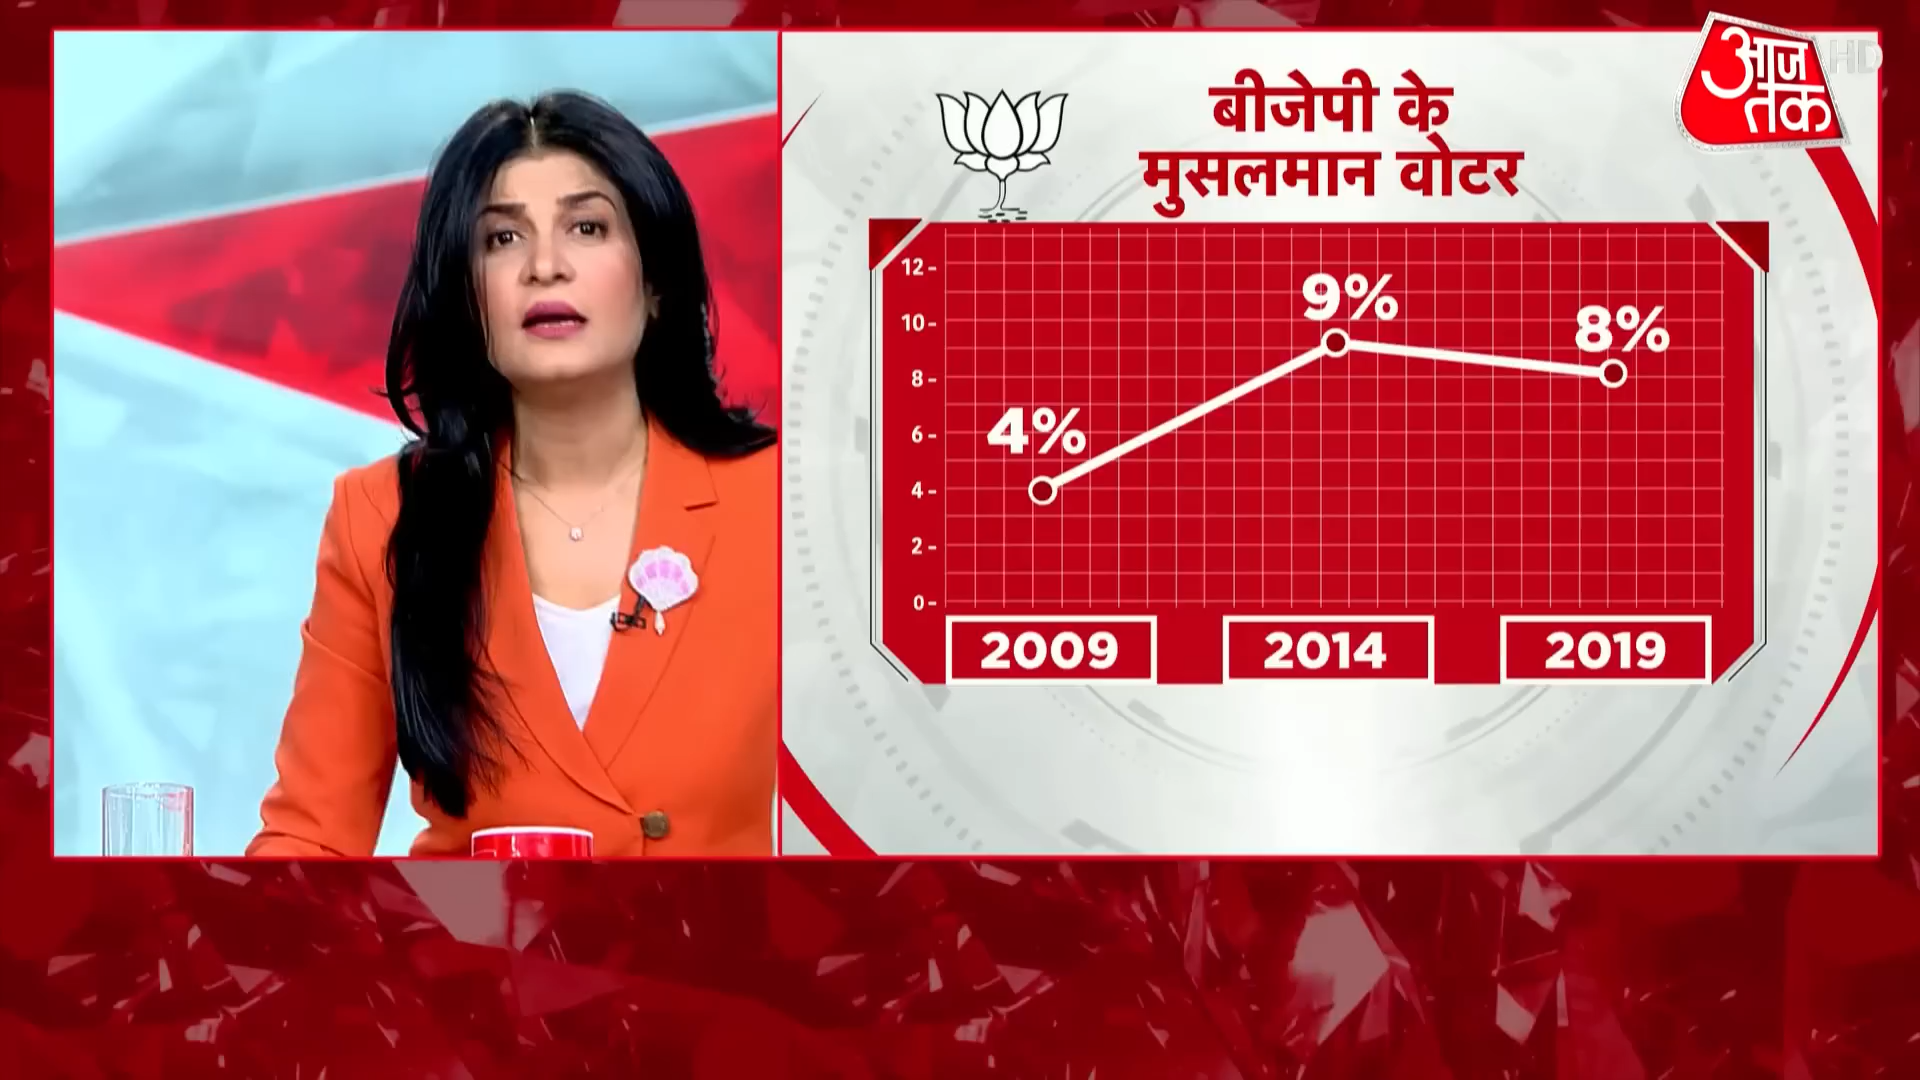 आज
तक
HD
बीजेपी के
मुसलमान वोटर
12-
10-
8-
6-
4-
2-
0-
4%
9%
8%
2009
2014
2019